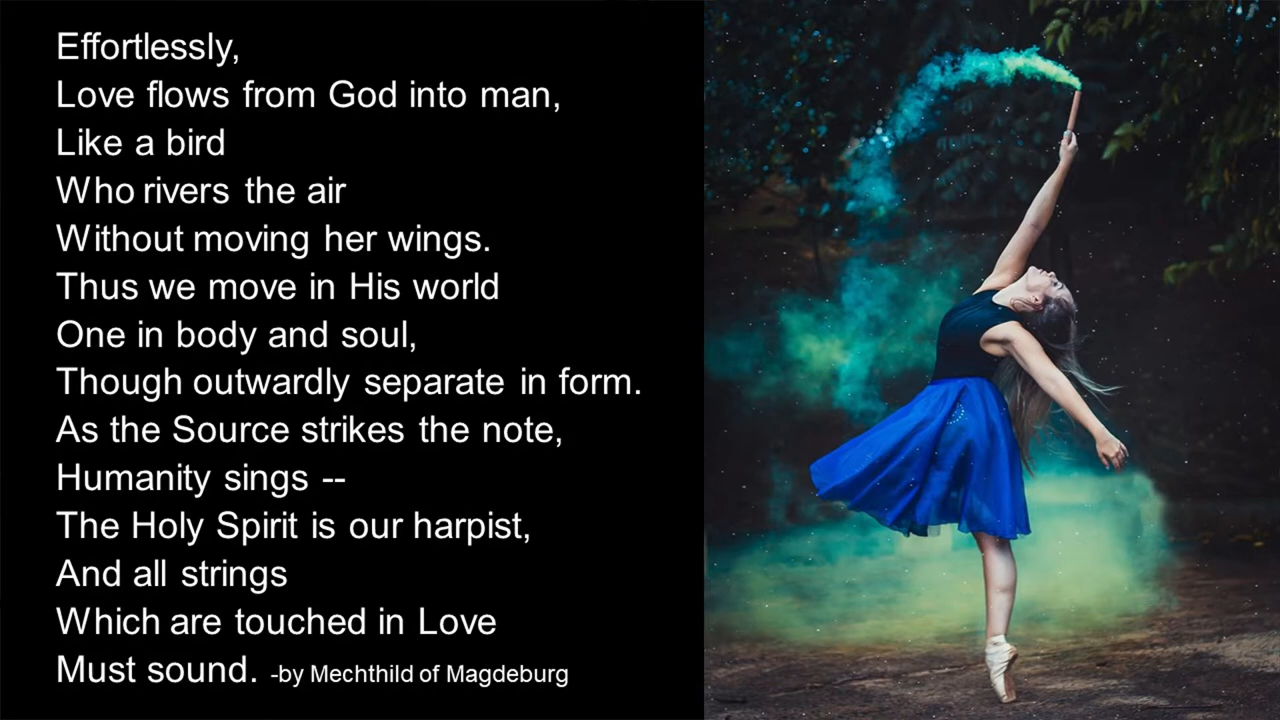 Effortlessly,
Love flows from God into man,
Like a bird
Who rivers the air
Without moving her wings.
Thus we move in His world
One in body and soul,
Though outwardly separate in form.
As the Source strikes the note,
Humanity sings --
The Holy Spirit is our harpist,
And all strings
Which are touched in Love
Must sound. -by Mechthild of Magdeburg